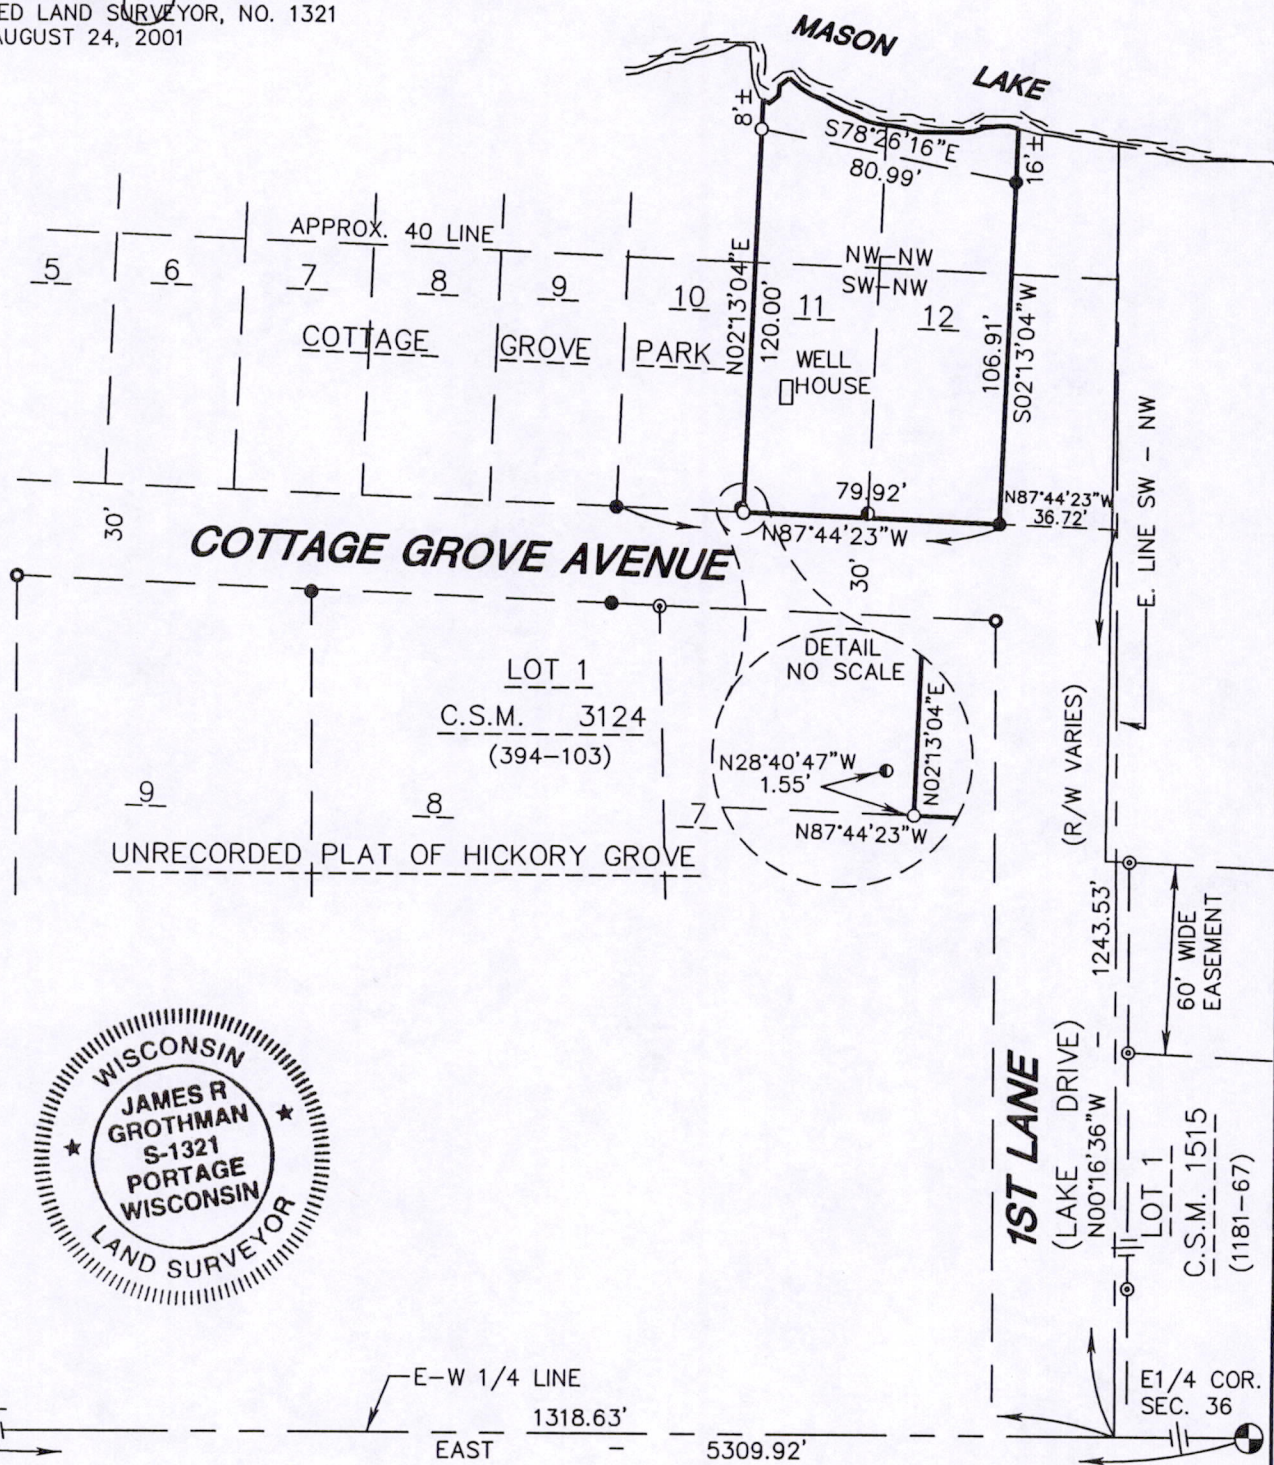 ED LAND SURVEYOR, NO. 1321
AUGUST 24, 2001
MASON
LAKE
8'±
S78°26'16"E
80.99'
16'±
APPROX. 40 LINE
NW-NW
SW-NW
5
6
7
8
9
10
11
12
COTTAGE GROVE PARK
N02°13'04"E
120.00'
WELL
HOUSE
106.91'
S02°13'04"W
E. LINE SW - NW
79.92'
N87°44'23"W
N87°44'23"W
36.72'
30'
COTTAGE GROVE AVENUE
30'
DETAIL
NO SCALE
N28°40'47"W
1.55'
N02°13'04"E
N87°44'23"W
LOT 1
C.S.M. 3124
(394-103)
9
8
7
UNRECORDED PLAT OF HICKORY GROVE
(R/W VARIES)
60' WIDE
EASEMENT
1ST LANE
(LAKE DRIVE)
N00°16'36"W - 1243.53'
LOT 1
C.S.M. 1515
(1181-67)
WISCONSIN
JAMES R
GROTHMAN
S-1321
PORTAGE
WISCONSIN
LAND SURVEYOR
E-W 1/4 LINE
1318.63'
EAST - 5309.92'
E1/4 COR.
SEC. 36